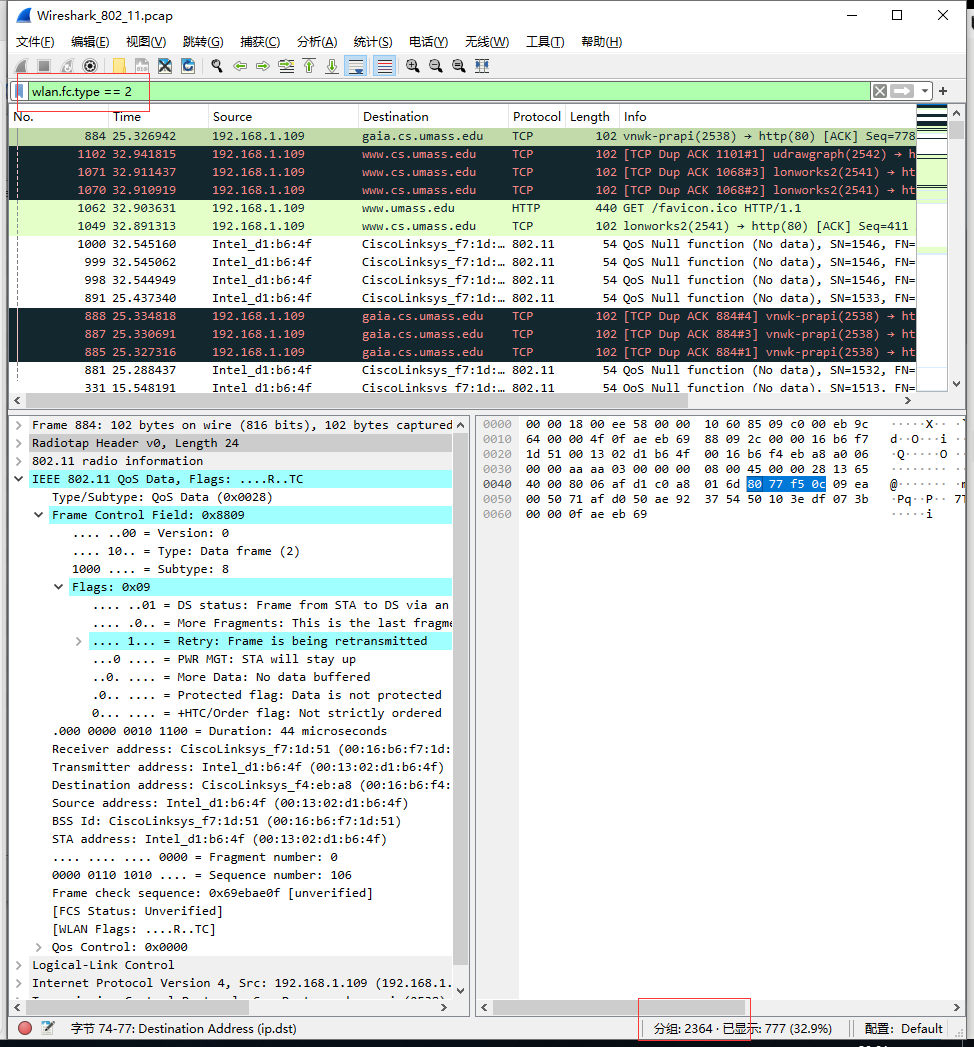 Wireshark_802_11.pcap
文件(F) 编辑(E) 视图(V) 跳转(G) 捕获(C) 分析(A) 统计(S) 电话(Y) 无线(W) 工具(T) 帮助(H)
wlan.fc.type == 2
No. Time Source Destination Protocol Length Info
884 25.326942 192.168.1.109 gaia.cs.umass.edu TCP 102 vnwk-prapi(2538) → http(80) [ACK] Seq=778
1102 32.941815 192.168.1.109 www.cs.umass.edu TCP 102 [TCP Dup ACK 1101#1] udrawgraph(2542) → h
1071 32.911437 192.168.1.109 www.cs.umass.edu TCP 102 [TCP Dup ACK 1068#3] lonworks2(2541) → ht
1070 32.910919 192.168.1.109 www.cs.umass.edu TCP 102 [TCP Dup ACK 1068#2] lonworks2(2541) → ht
1062 32.903631 192.168.1.109 www.umass.edu HTTP 440 GET /favicon.ico HTTP/1.1
1049 32.891313 192.168.1.109 www.cs.umass.edu TCP 102 lonworks2(2541) → http(80) [ACK] Seq=411
1000 32.545160 Intel_d1:b6:4f CiscoLinksys_f7:1d:… 802.11 54 QoS Null function (No data), SN=1546, FN=
999 32.545062 Intel_d1:b6:4f CiscoLinksys_f7:1d:… 802.11 54 QoS Null function (No data), SN=1546, FN=
998 32.544949 Intel_d1:b6:4f CiscoLinksys_f7:1d:… 802.11 54 QoS Null function (No data), SN=1546, FN=
891 25.437340 Intel_d1:b6:4f CiscoLinksys_f7:1d:… 802.11 54 QoS Null function (No data), SN=1533, FN=
888 25.334818 192.168.1.109 gaia.cs.umass.edu TCP 102 [TCP Dup ACK 884#4] vnwk-prapi(2538) → ht
887 25.330691 192.168.1.109 gaia.cs.umass.edu TCP 102 [TCP Dup ACK 884#3] vnwk-prapi(2538) → ht
885 25.327316 192.168.1.109 gaia.cs.umass.edu TCP 102 [TCP Dup ACK 884#1] vnwk-prapi(2538) → ht
881 25.288437 Intel_d1:b6:4f CiscoLinksys_f7:1d:… 802.11 54 QoS Null function (No data), SN=1532, FN=
331 15.548191 Intel_d1:b6:4f CiscoLinksys_f7:1d:… 802.11 54 QoS Null function (No data), SN=1513, FN=
Frame 884: 102 bytes on wire (816 bits), 102 bytes captured
Radiotap Header v0, Length 24
802.11 radio information
IEEE 802.11 QoS Data, Flags: ....R..TC
Type/Subtype: QoS Data (0x0028)
Frame Control Field: 0x8809
.... ..00 = Version: 0
.... 10.. = Type: Data frame (2)
1000 .... = Subtype: 8
Flags: 0x09
.... ..01 = DS status: Frame from STA to DS via an
.... .0.. = More Fragments: This is the last fragme
.... 1... = Retry: Frame is being retransmitted
...0 .... = PWR MGT: STA will stay up
..0. .... = More Data: No data buffered
.0.. .... = Protected flag: Data is not protected
0... .... = +HTC/Order flag: Not strictly ordered
.000 0000 0010 1100 = Duration: 44 microseconds
Receiver address: CiscoLinksys_f7:1d:51 (00:16:b6:f7:1d:
Transmitter address: Intel_d1:b6:4f (00:13:02:d1:b6:4f)
Destination address: CiscoLinksys_f4:eb:a8 (00:16:b6:f4:
Source address: Intel_d1:b6:4f (00:13:02:d1:b6:4f)
BSS Id: CiscoLinksys_f7:1d:51 (00:16:b6:f7:1d:51)
STA address: Intel_d1:b6:4f (00:13:02:d1:b6:4f)
.... .... .... 0000 = Fragment number: 0
0000 0110 1010 .... = Sequence number: 106
Frame check sequence: 0x69ebae0f [unverified]
[FCS Status: Unverified]
[WLAN Flags: ....R..TC]
Qos Control: 0x0000
Logical-Link Control
Internet Protocol Version 4, Src: 192.168.1.109 (192.168.1.
0000 00 00 18 00 ee 58 00 00 10 60 85 09 c0 00 eb 9c ·····X·· ·`
0010 64 00 00 4f 0f ae eb 69 88 09 2c 00 00 16 b6 f7 d··O···i
0020 1d 51 00 13 02 d1 b6 4f 00 16 b6 f4 eb a8 a0 06 ·Q·····O
0030 00 00 aa aa 03 00 00 00 08 00 45 00 00 28 13 65 ········
0040 40 00 80 06 af d1 c0 a8 01 6d 80 77 f5 0c 09 ea @······· ·m
0050 00 50 71 af d0 50 ae 92 37 54 50 10 3e df 07 3b ·Pq··P·· 7T
0060 00 00 0f ae eb 69 ·····i
字节 74-77: Destination Address (ip.dst)
分组: 2364 · 已显示: 777 (32.9%)
配置: Default